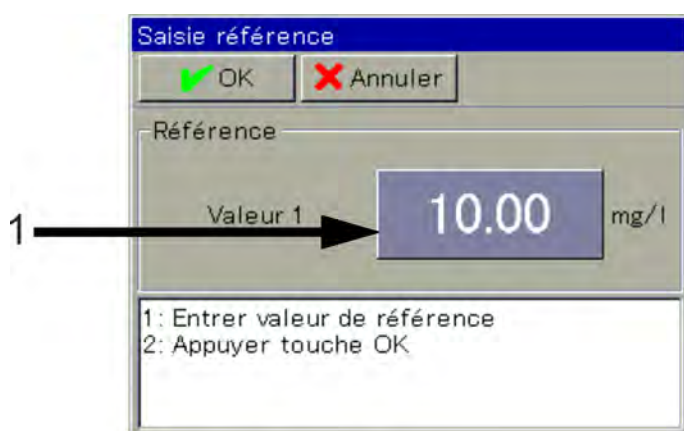 Saisie référence
OK Annuler
Référence
1 Valeur 1 10.00 mg/l
1: Entrer valeur de référence
2: Appuyer touche OK